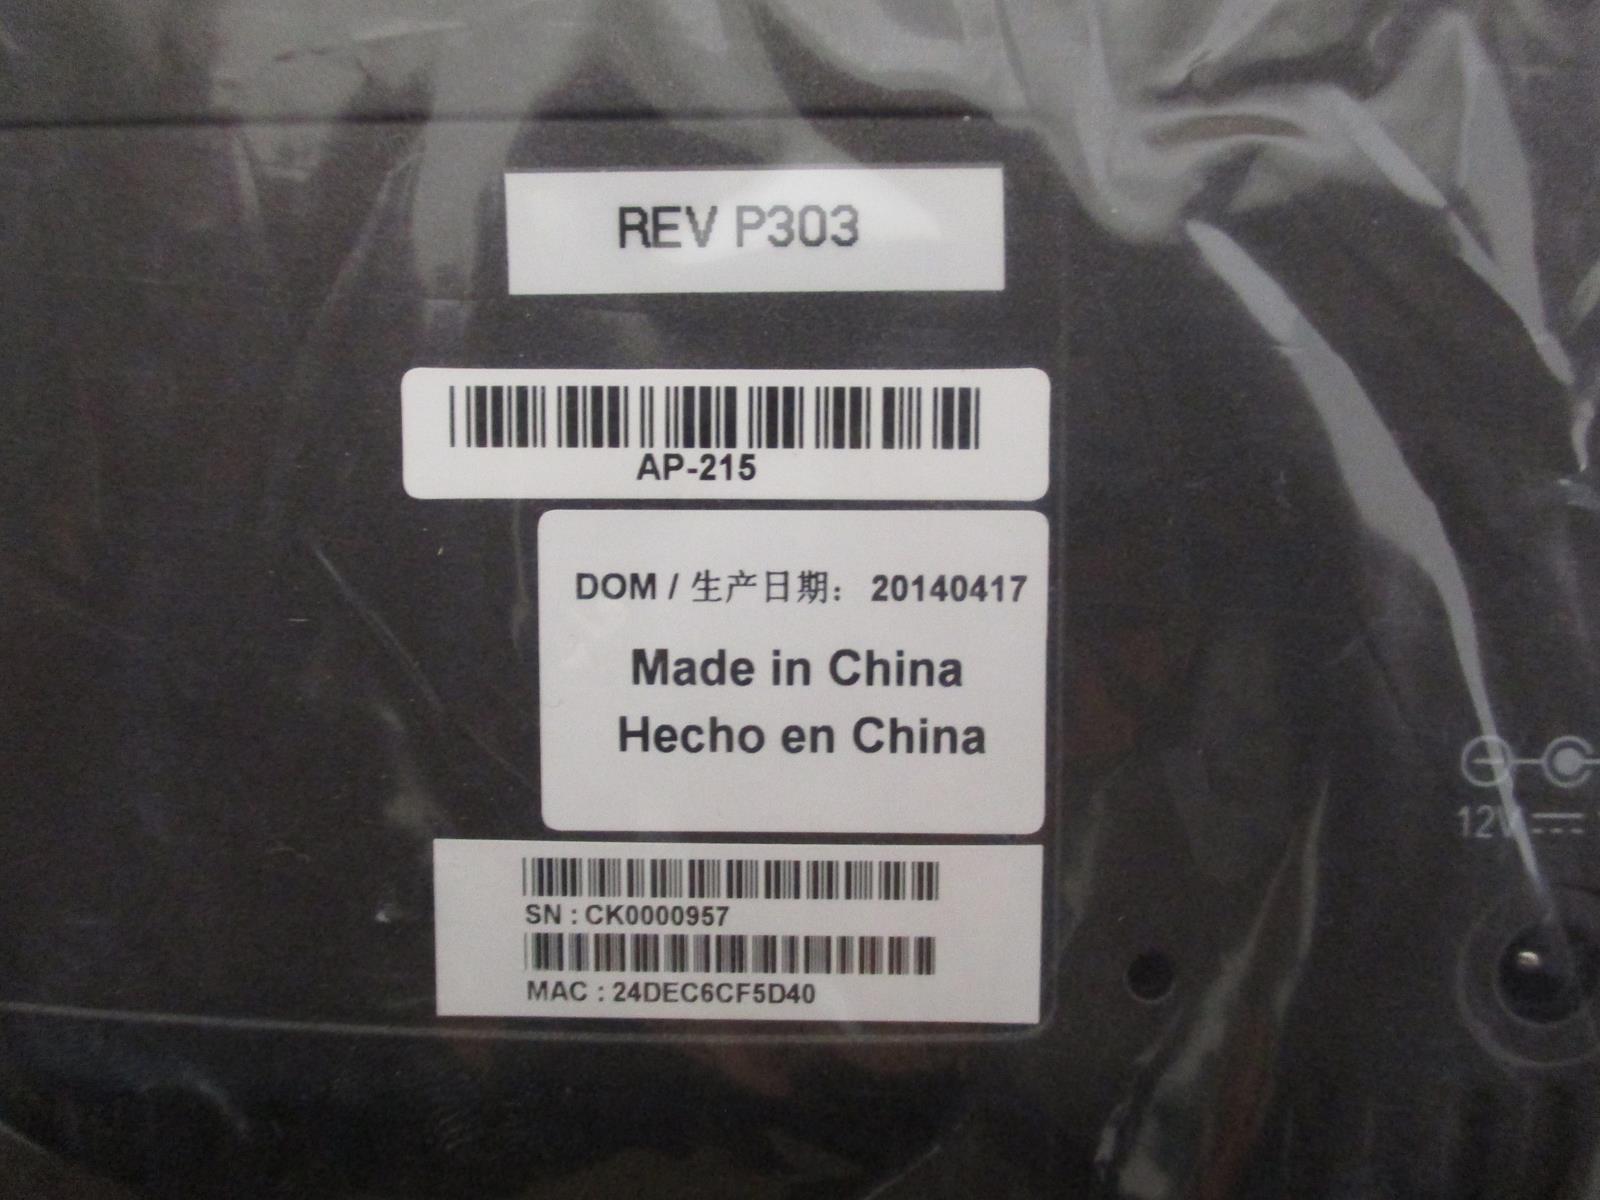 REV P303
AP-215
DOM / 生产日期： 20140417
Made in China
Hecho en China
SN : CK0000957
MAC : 24DEC6CF5D40
12V